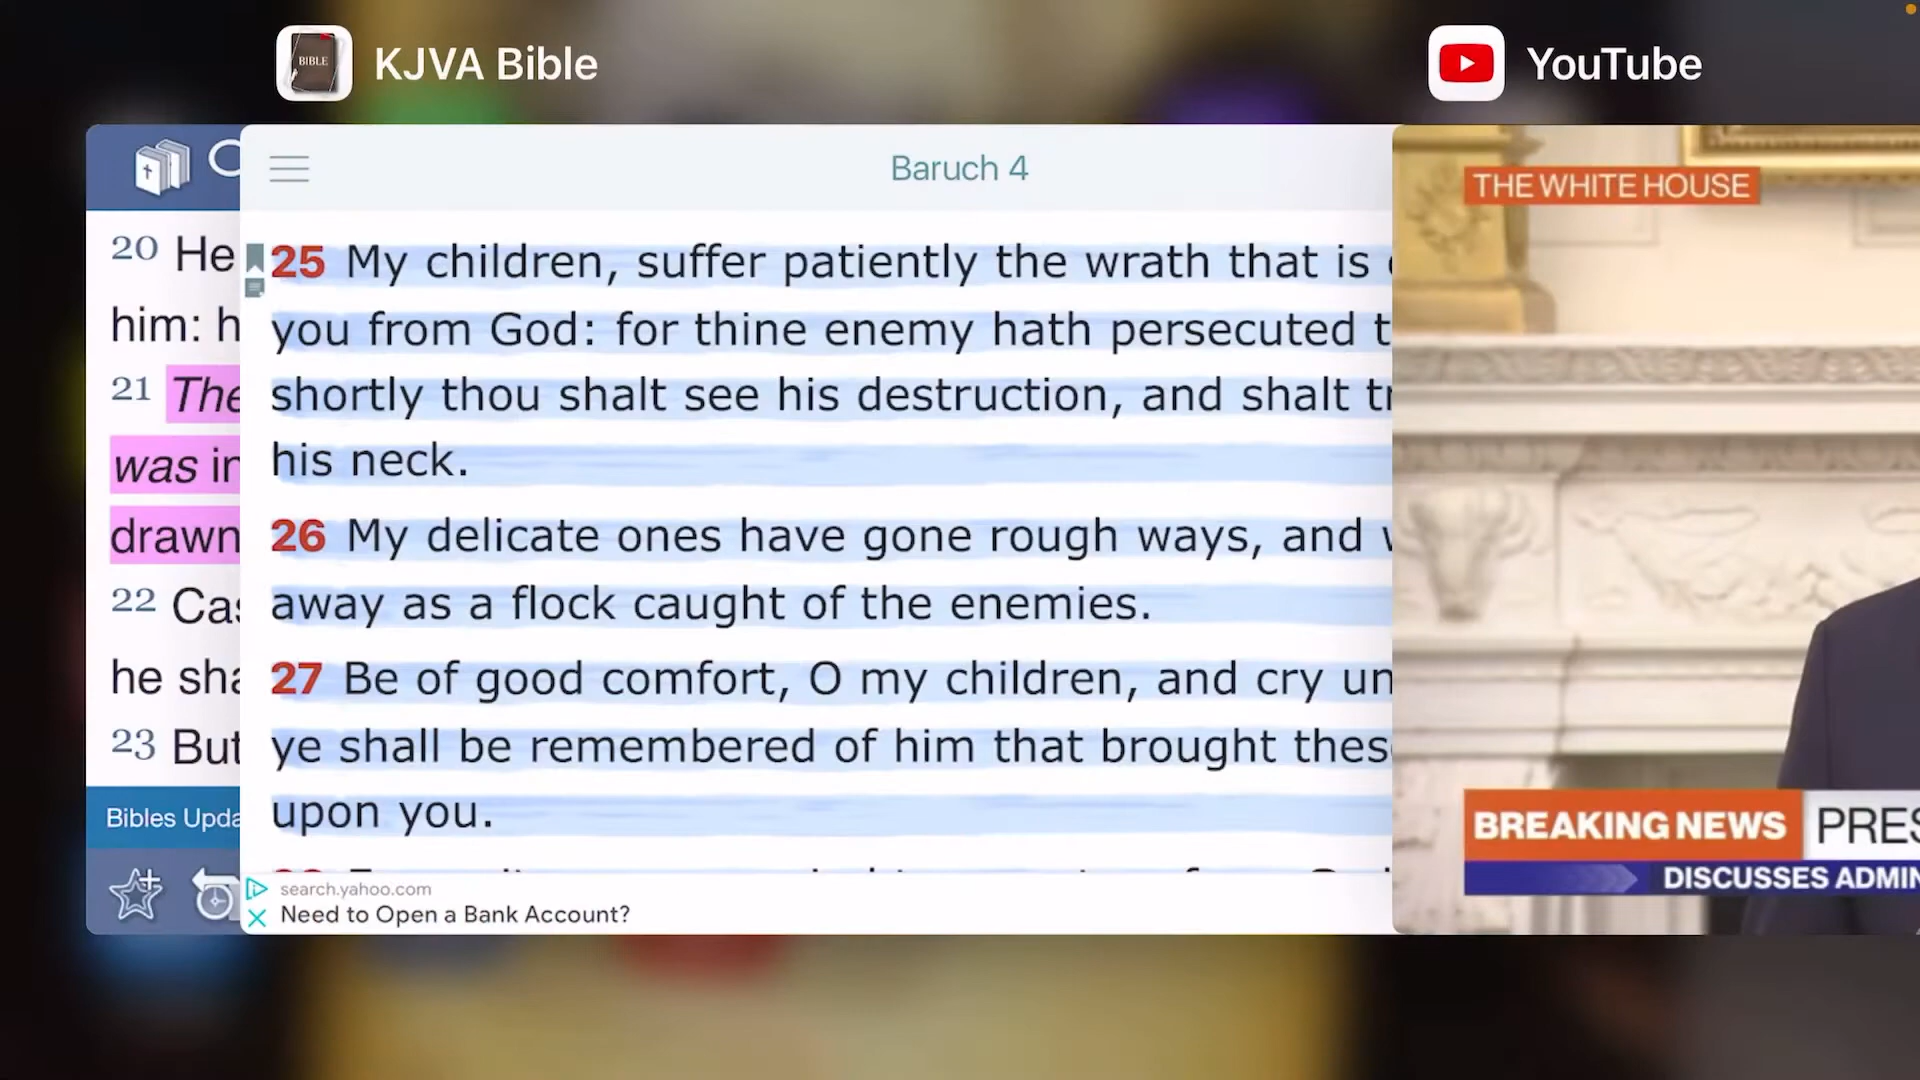 KJVA Bible
YouTube
BIBLE
20 He
him: h
21 The
was in
drawn
22 Cas
he sha
23 But
Bibles Upda
Baruch 4
25 My children, suffer patiently the wrath that is
you from God: for thine enemy hath persecuted t
shortly thou shalt see his destruction, and shalt tr
his neck.
26 My delicate ones have gone rough ways, and w
away as a flock caught of the enemies.
27 Be of good comfort, O my children, and cry un
ye shall be remembered of him that brought thes
upon you.
search.yahoo.com
Need to Open a Bank Account?
THE WHITE HOUSE
BREAKING NEWS PRES
DISCUSSES ADMIN